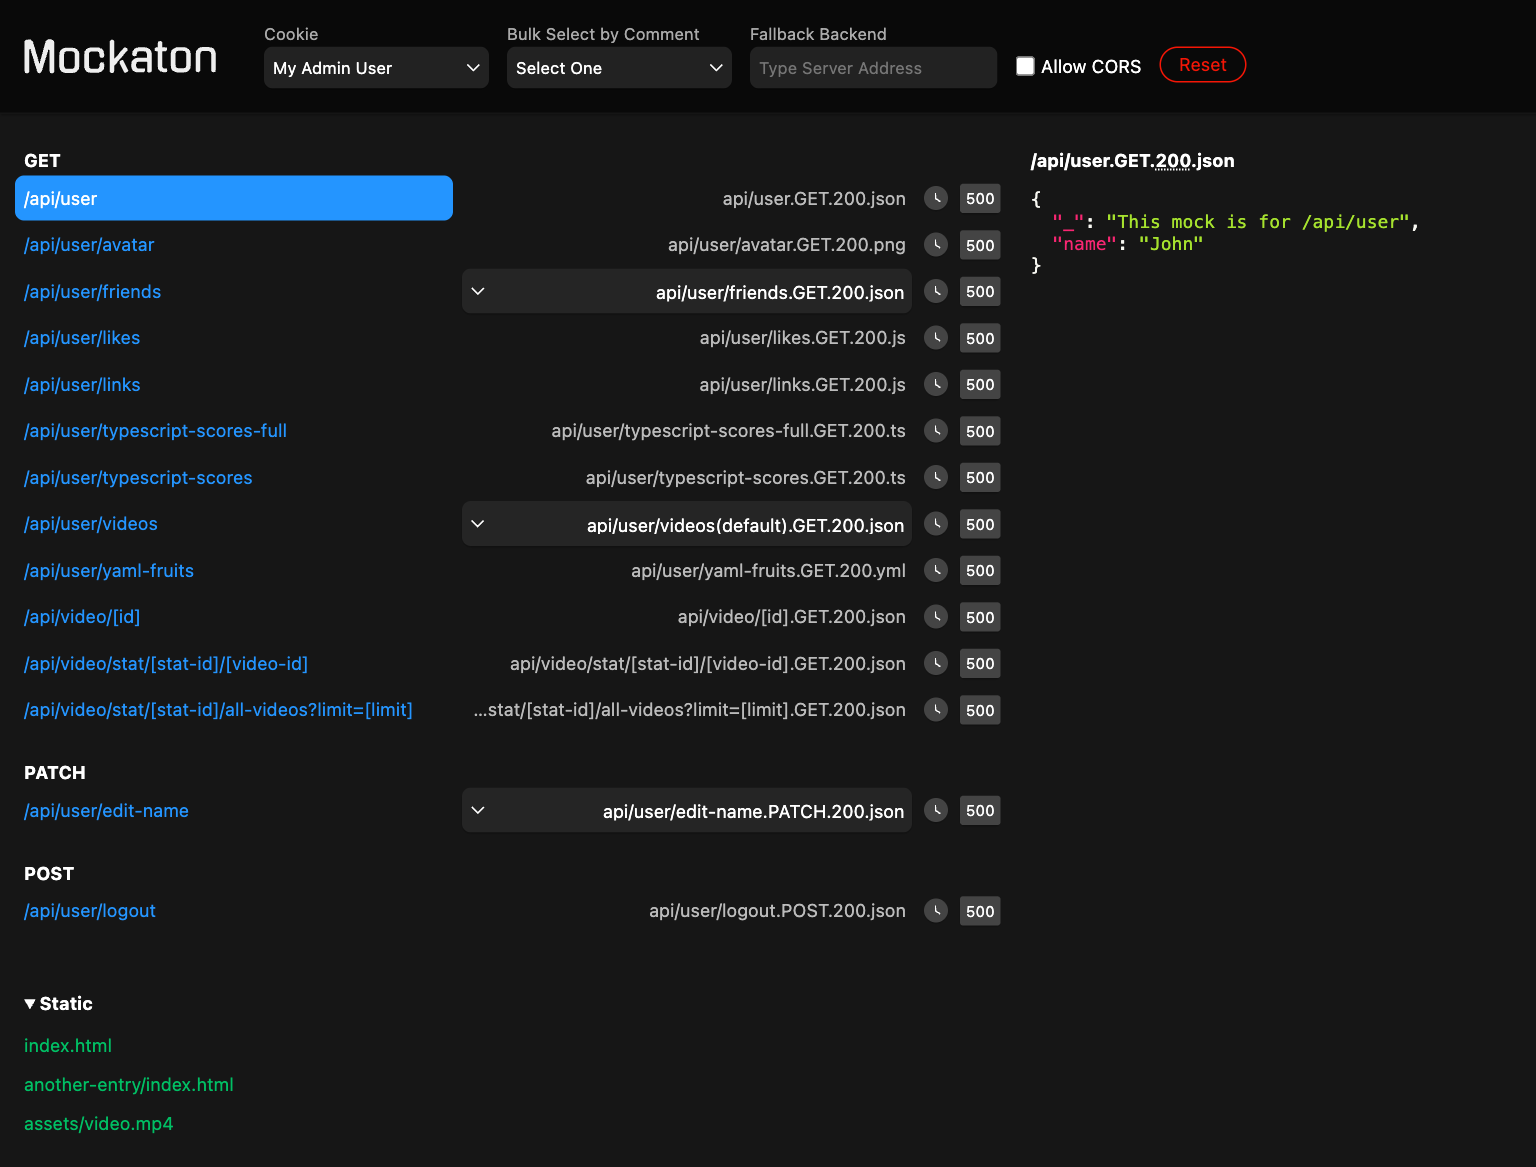 Mockaton
Cookie
My Admin User
Bulk Select by Comment
Select One
Fallback Backend
Type Server Address
Allow CORS
Reset
GET
/api/user api/user.GET.200.json 500
/api/user/avatar api/user/avatar.GET.200.png 500
/api/user/friends api/user/friends.GET.200.json 500
/api/user/likes api/user/likes.GET.200.js 500
/api/user/links api/user/links.GET.200.js 500
/api/user/typescript-scores-full api/user/typescript-scores-full.GET.200.ts 500
/api/user/typescript-scores api/user/typescript-scores.GET.200.ts 500
/api/user/videos api/user/videos(default).GET.200.json 500
/api/user/yaml-fruits api/user/yaml-fruits.GET.200.yml 500
/api/video/[id] api/video/[id].GET.200.json 500
/api/video/stat/[stat-id]/[video-id] api/video/stat/[stat-id]/[video-id].GET.200.json 500
/api/video/stat/[stat-id]/all-videos?limit=[limit] ...stat/[stat-id]/all-videos?limit=[limit].GET.200.json 500
PATCH
/api/user/edit-name api/user/edit-name.PATCH.200.json 500
POST
/api/user/logout api/user/logout.POST.200.json 500
▼ Static
index.html
another-entry/index.html
assets/video.mp4
/api/user.GET.200.json
{
"_": "This mock is for /api/user",
"name": "John"
}